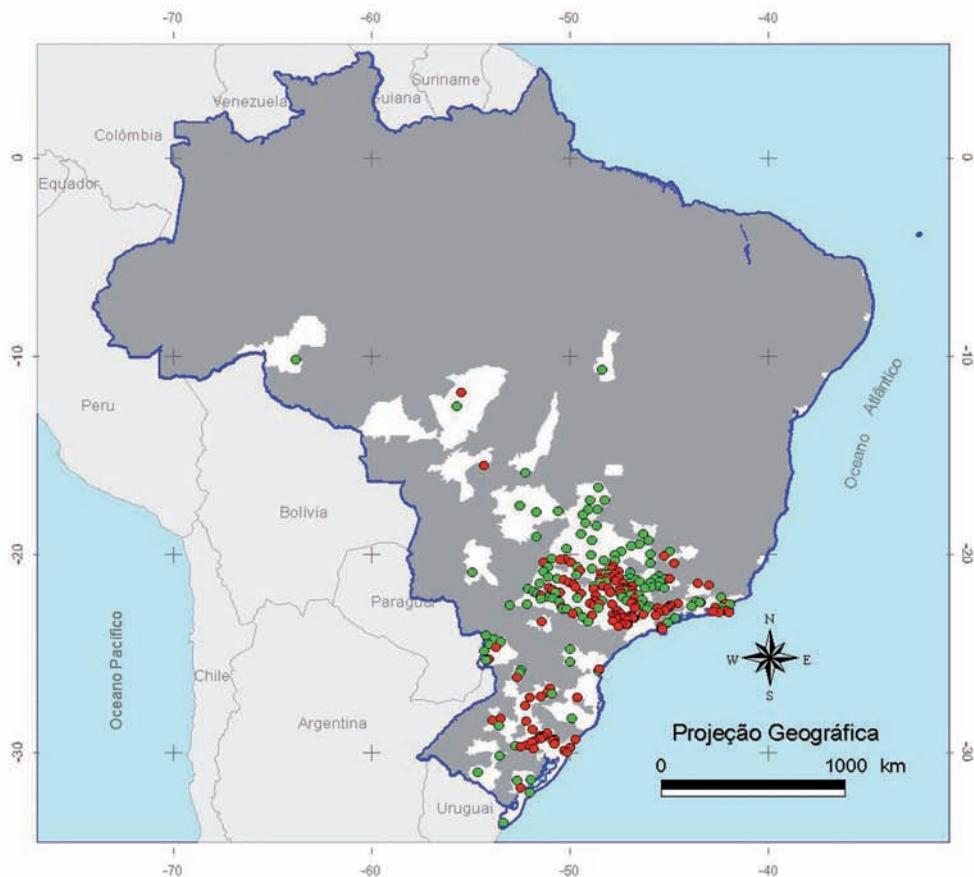 -70 -60 -50 -40
Suriname
Venezuela
Guiana
Colômbia
0 0
Equador
-10 -10
Peru
Oceano Atlântico
Bolívia
-20 -20
Paraguai
Oceano Pacífico
N
W E
S
Chile
Argentina
Projeção Geográfica
-30 -30
0 1000 km
Uruguai
-70 -60 -50 -40